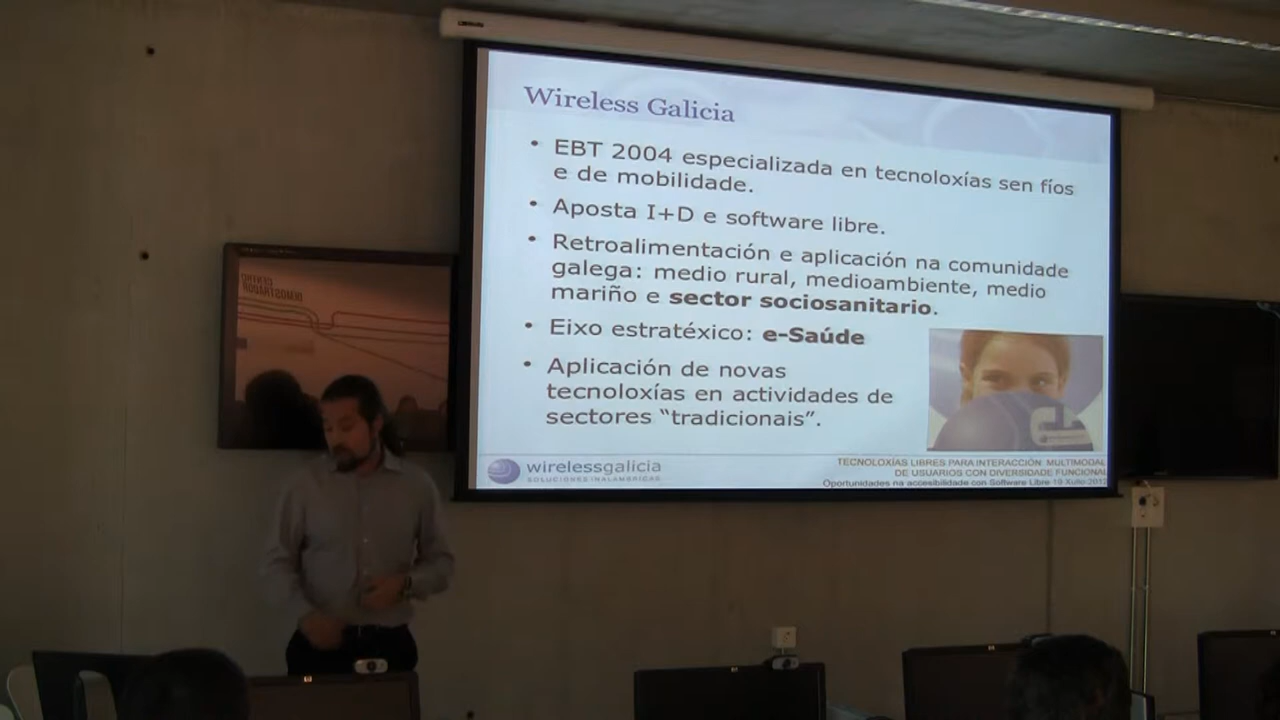 Wireless Galicia
• EBT 2004 especializada en tecnoloxías sen fíos
e de mobilidade.
• Aposta I+D e software libre.
• Retroalimentación e aplicación na comunidade
galega: medio rural, medioambiente, medio
mariño e sector sociosanitario.
• Eixo estratéxico: e-Saúde
• Aplicación de novas
tecnoloxías en actividades de
sectores “tradicionais”.
wirelessgalicia
SOLUCIONES INALAMBRICAS
TECNOLOXÍAS LIBRES PARA INTERACCIÓN MULTIMODAL
DE USUARIOS CON DIVERSIDADE FUNCIONAL
Oportunidades na accesibilidade con Software Libre 19 Xullo 2012
CENTRO
DEMOSTRADOR